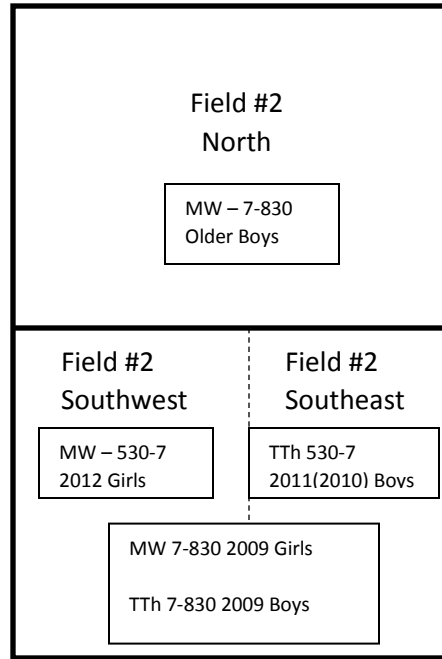 Field #2
North
MW – 7-830
Older Boys
Field #2
Southwest
Field #2
Southeast
MW – 530-7
2012 Girls
TTh 530-7
2011(2010) Boys
MW 7-830 2009 Girls
TTh 7-830 2009 Boys